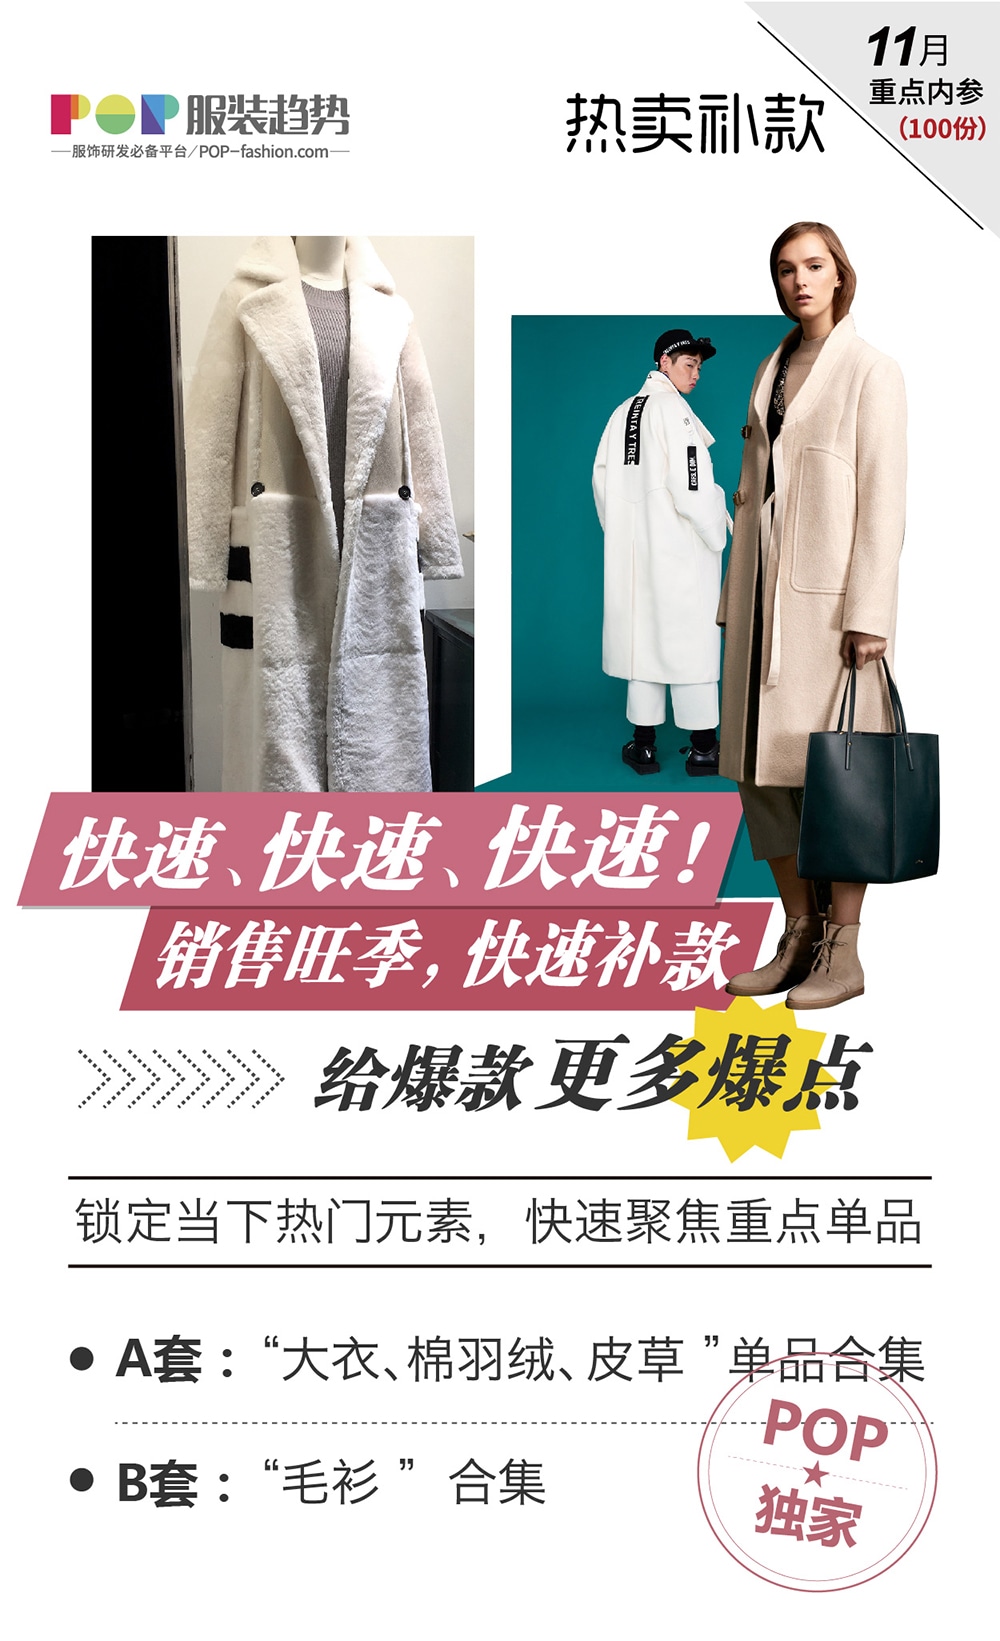 POP服装趋势
服饰研发必备平台/POP-fashion.com
热卖补款
11月
重点内参
(100份)
REINTA Y TRES
REINTA Y TRES
快速、快速、快速!
销售旺季,快速补款
给爆款更多爆点
锁定当下热门元素,快速聚焦重点单品
A套:“大衣、棉羽绒、皮草”单品合集
B套:“毛衫”合集
POP
独家